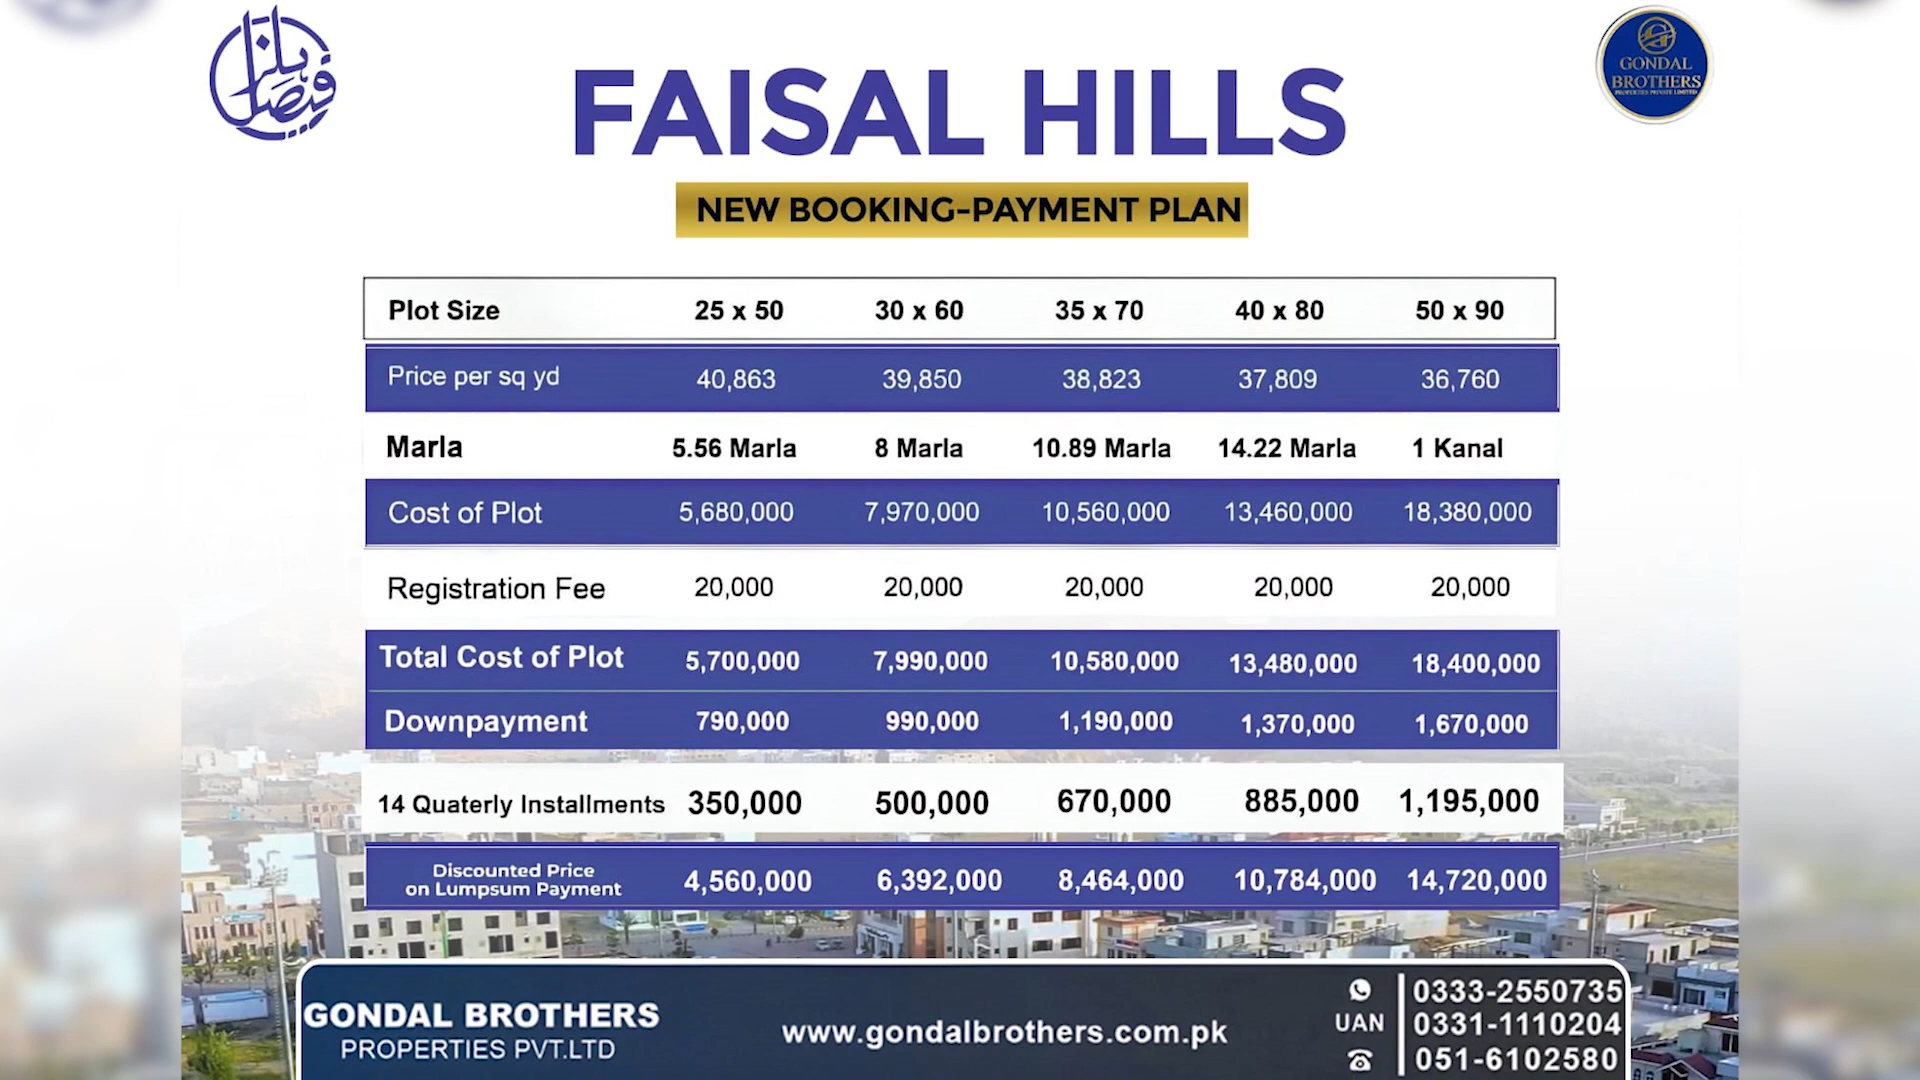 فیصل ہلز
GONDAL
BROTHERS
PROPERTIES PRIVATE LIMITED
FAISAL HILLS
NEW BOOKING-PAYMENT PLAN
Plot Size 25 x 50 30 x 60 35 x 70 40 x 80 50 x 90
Price per sq yd 40,863 39,850 38,823 37,809 36,760
Marla 5.56 Marla 8 Marla 10.89 Marla 14.22 Marla 1 Kanal
Cost of Plot 5,680,000 7,970,000 10,560,000 13,460,000 18,380,000
Registration Fee 20,000 20,000 20,000 20,000 20,000
Total Cost of Plot 5,700,000 7,990,000 10,580,000 13,480,000 18,400,000
Downpayment 790,000 990,000 1,190,000 1,370,000 1,670,000
14 Quaterly Installments 350,000 500,000 670,000 885,000 1,195,000
Discounted Price
on Lumpsum Payment 4,560,000 6,392,000 8,464,000 10,784,000 14,720,000
GONDAL BROTHERS
PROPERTIES PVT.LTD
www.gondalbrothers.com.pk
0333-2550735
UAN 0331-1110204
051-6102580